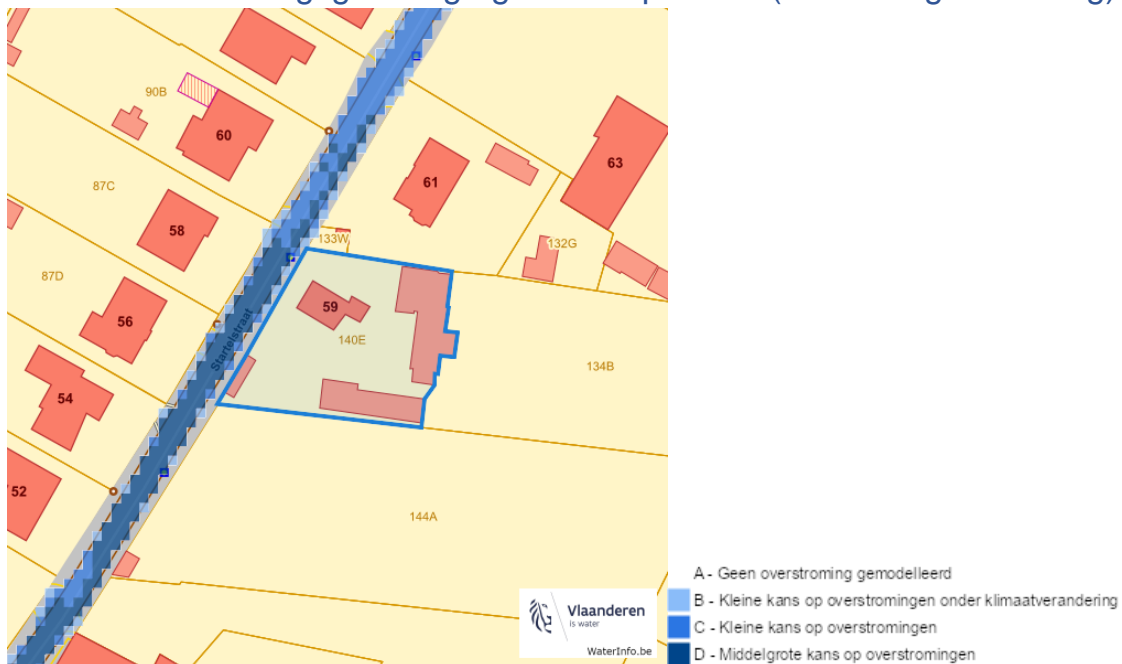 90B
60
87C
58
87D
56
54
52
61
63
133W
132G
59
140E
134B
144A
Startelstraat
Vlaanderen
is water
WaterInfo.be
A - Geen overstroming gemodelleerd
B - Kleine kans op overstromingen onder klimaatverandering
C - Kleine kans op overstromingen
D - Middelgrote kans op overstromingen